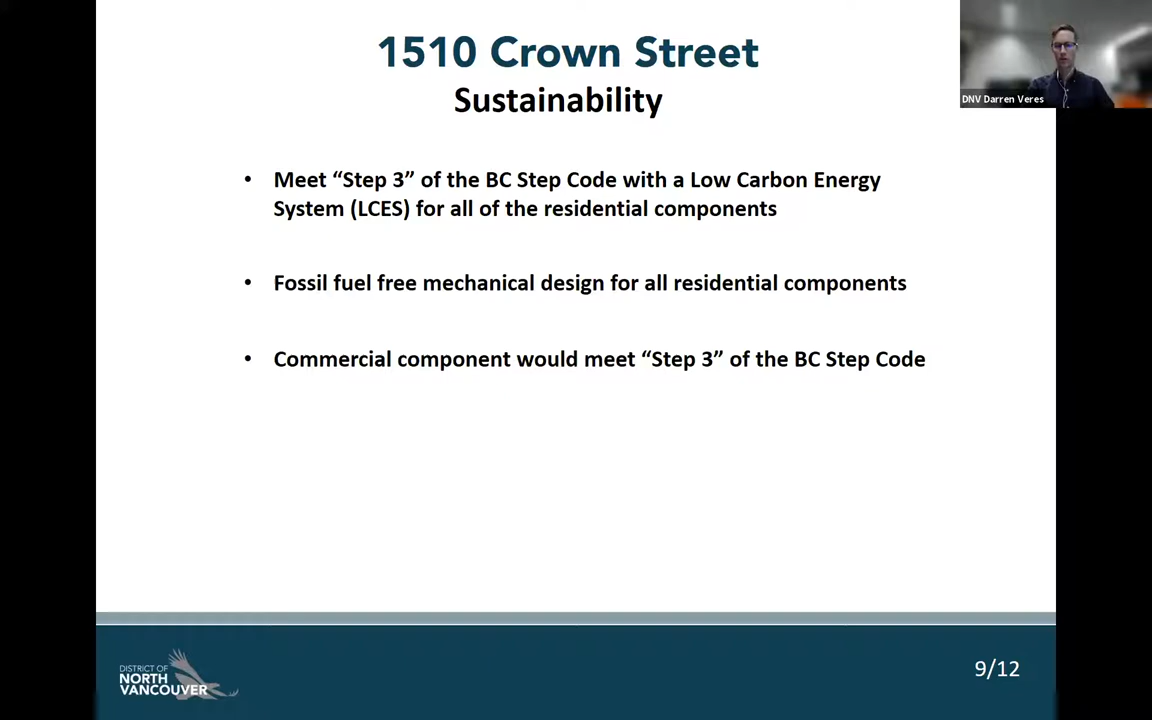 1510 Crown Street
Sustainability
DNV Darren Veres
• Meet “Step 3” of the BC Step Code with a Low Carbon Energy
System (LCES) for all of the residential components
• Fossil fuel free mechanical design for all residential components
• Commercial component would meet “Step 3” of the BC Step Code
DISTRICT OF
NORTH
VANCOUVER
9/12